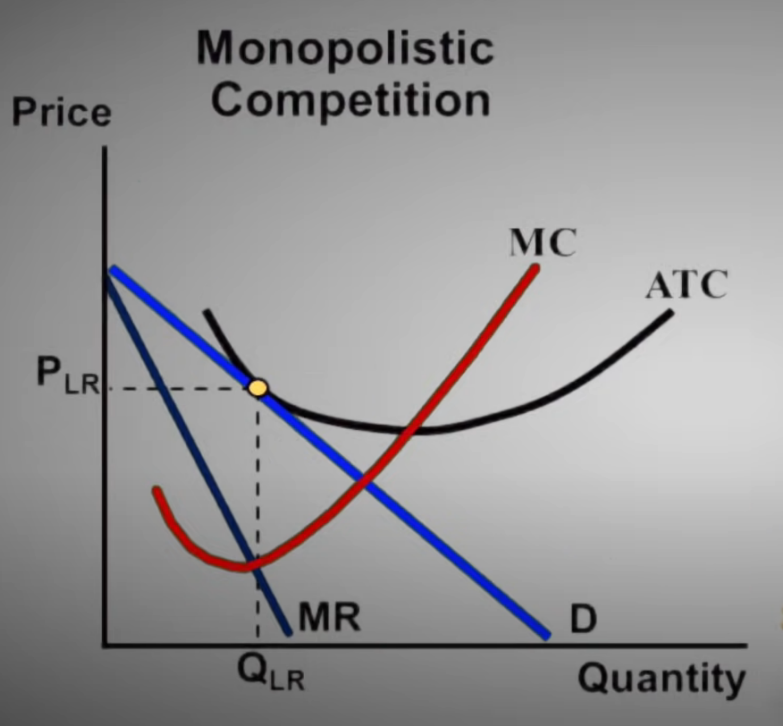 Monopolistic
Competition
Price
MC
ATC
PLR
MR
D
QLR
Quantity